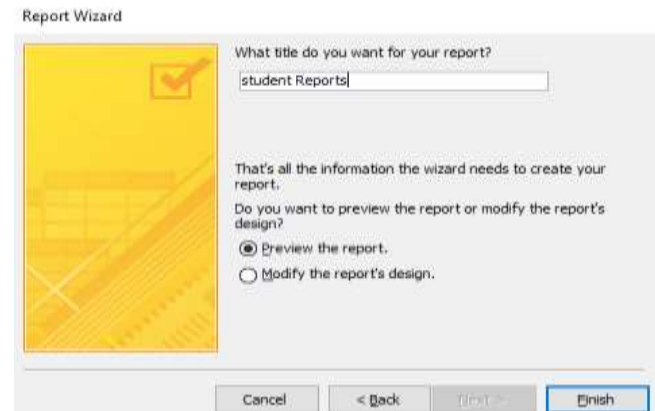 Report Wizard
What title do you want for your report?
student Reports
That's all the information the wizard needs to create your
report.
Do you want to preview the report or modify the report's
design?
Preview the report.
Modify the report's design.
Cancel
< Back
Next >
Finish